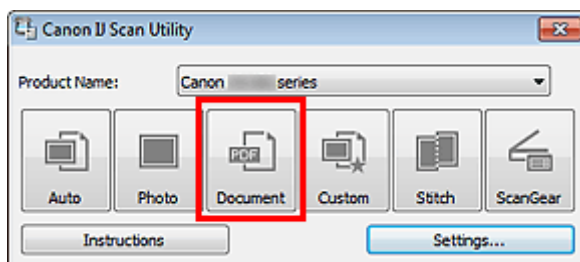 Canon IJ Scan Utility
Product Name: Canon series
PDF
Auto Photo Document Custom Stitch ScanGear
Instructions Settings...